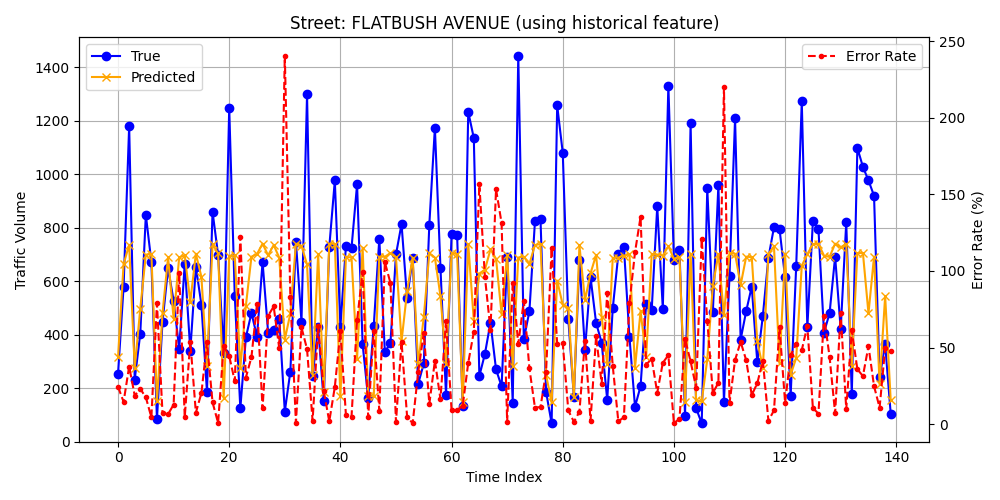 Street: FLATBUSH AVENUE (using historical feature)
True
Predicted
Error Rate
Traffic Volume
1400
1200
1000
800
600
400
200
0
250
200
150
100
50
0
Error Rate (%)
0 20 40 60 80 100 120 140
Time Index